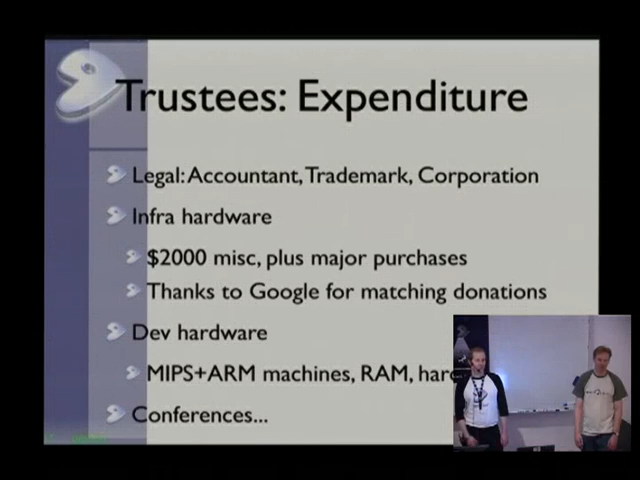 Trustees: Expenditure
Legal: Accountant, Trademark, Corporation
Infra hardware
$2000 misc, plus major purchases
Thanks to Google for matching donations
Dev hardware
MIPS+ARM machines, RAM,
Conferences...